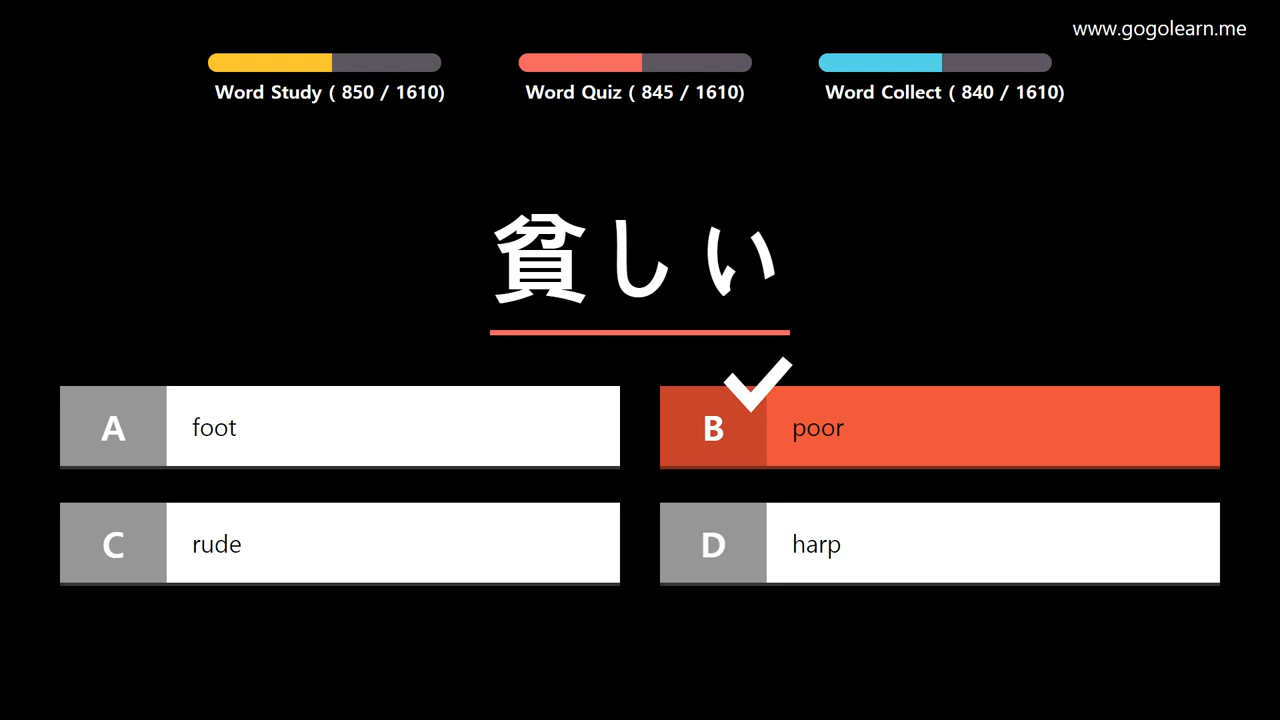 www.gogolearn.me
Word Study ( 850 / 1610)
Word Quiz ( 845 / 1610)
Word Collect ( 840 / 1610)
貧しい
A foot
B poor
C rude
D harp